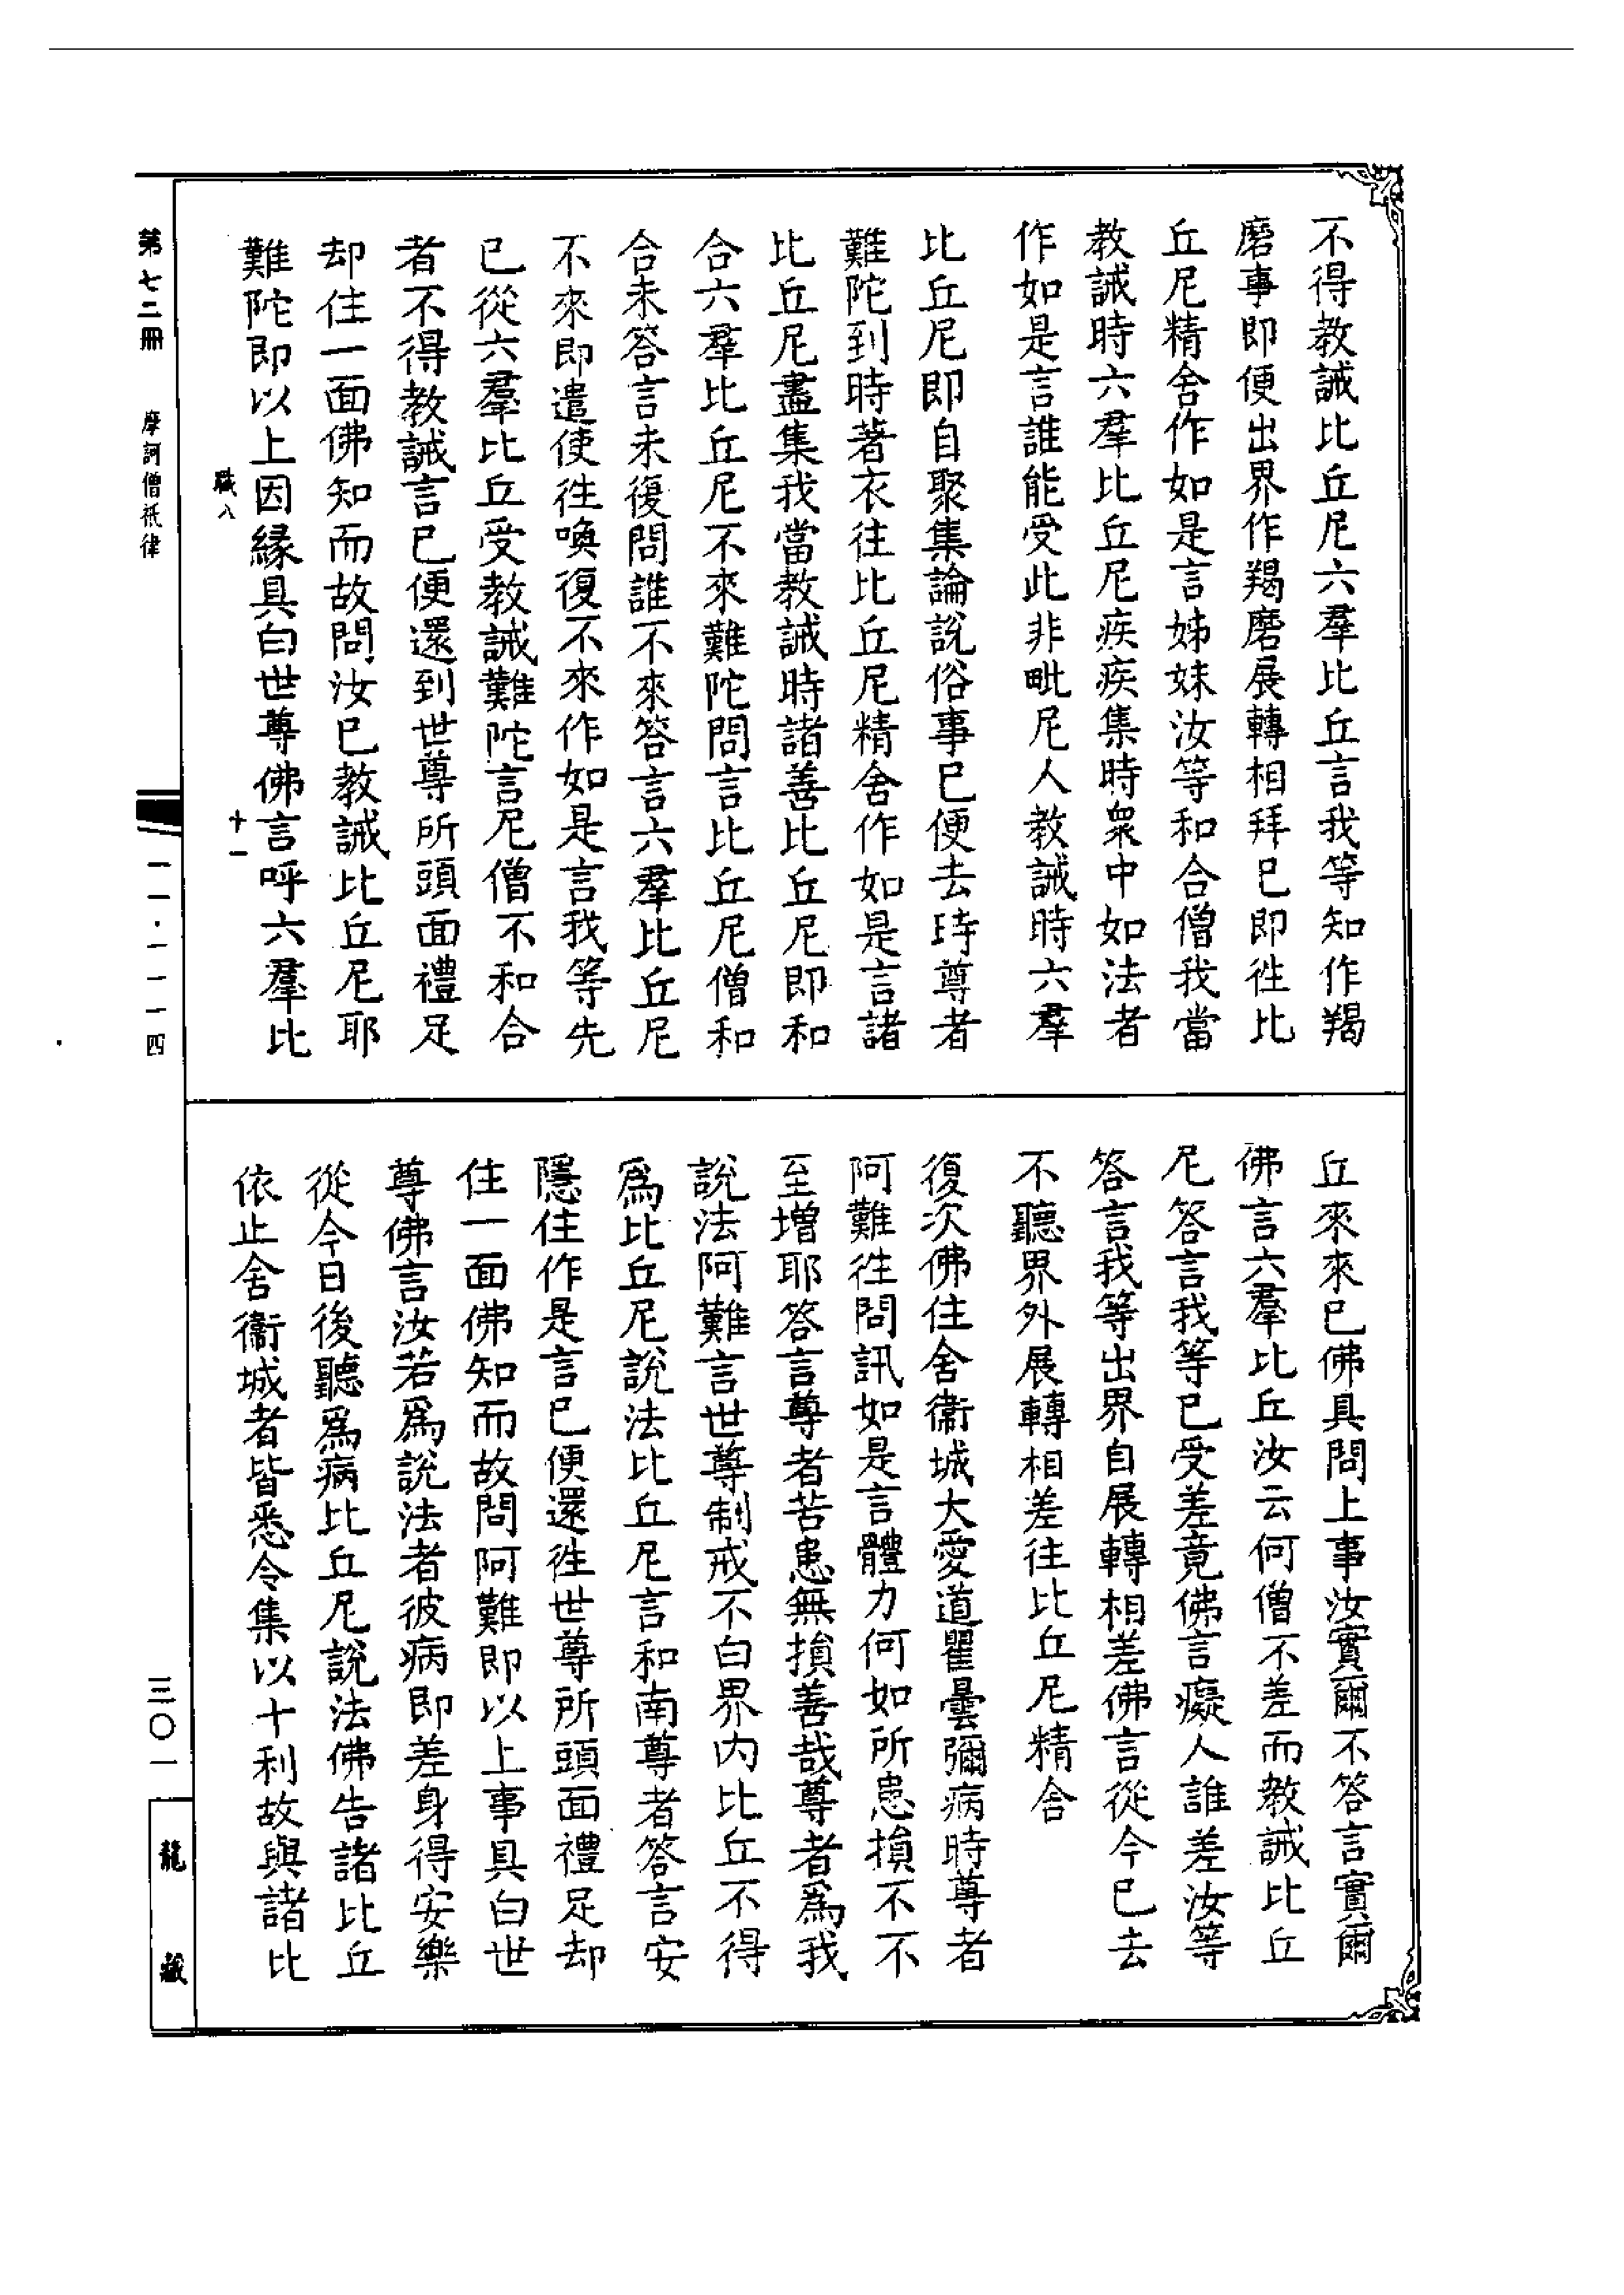 不得教誡比丘尼六羣比丘言我等知作羯
磨事即便出界作羯磨展轉相拜已即往比
丘尼精舍作如是言姊妹汝等和合僧我當
教誡時六羣比丘尼疾疾集時衆中如法者
作如是言誰能受此非毗尼人教誡時六羣
比丘尼即自聚集論說俗事已便去時尊者
難陀到時著衣往比丘尼精舍作如是言諸
比丘尼盡集我當教誡時諸善比丘尼即和
合六羣比丘尼不來難陀問言比丘尼僧和
合未答言未復問誰不來答言六羣比丘尼
不來即遣使往喚復不來作如是言我等先
已從六羣比丘受教誡難陀言尼僧不和合
者不得教誡言已便還到世尊所頭面禮足
却住一面佛知而故問汝已教誡比丘尼耶
難陀即以上因緣具白世尊佛言呼六羣比
職八
十一
丘來來已佛具問上事汝實爾不答言實爾
佛言六羣比丘汝云何僧不差而教誡比丘
尼答言我等已受差竟佛言癡人誰差汝等
答言我等出界自展轉相差佛言從今已去
不聽界外展轉相差往比丘尼精舍
復次佛住舍衞城大愛道瞿曇彌病時尊者
阿難往問訊如是言體力何如所患損不不
至增耶答言尊者苦患無損善哉尊者爲我
說法阿難言世尊制戒不白界内比丘不得
爲比丘尼說法比丘尼言和南尊者答言安
隱住作是言已便還往世尊所頭面禮足却
住一面佛知而故問阿難即以上事具白世
尊佛言汝若爲說法者彼病即差身得安樂
從今日後聽爲病比丘尼說法佛告諸比丘
依止舍衞城者皆悉令集以十利故與諸比
第七二冊
摩訶僧祇律
一一·一一一四
三〇一
龍藏